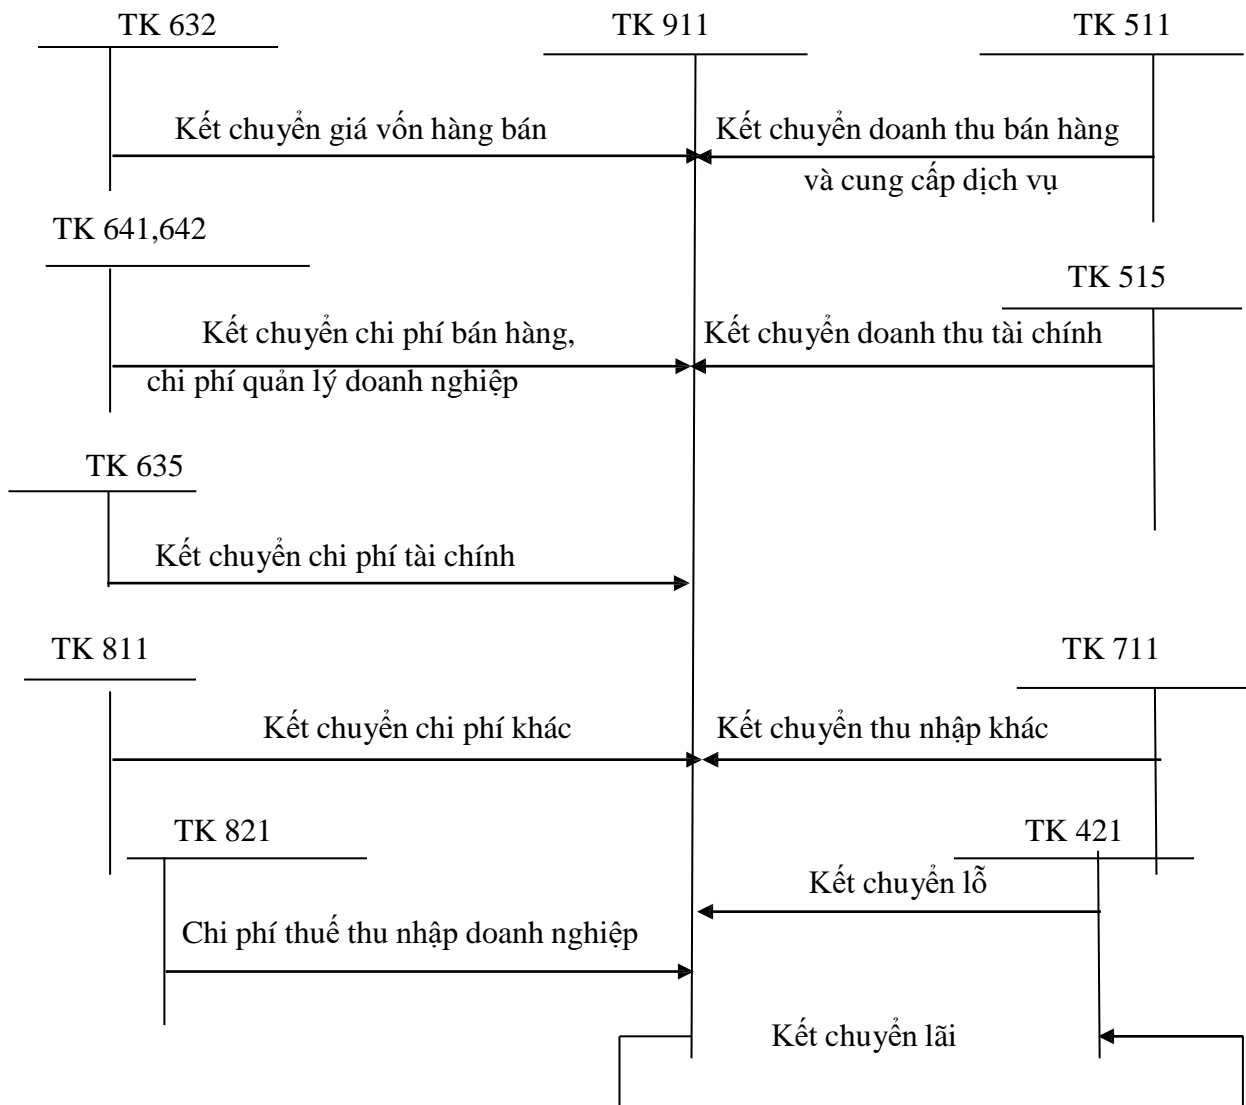 TK 632
TK 911
TK 511
Kết chuyển giá vốn hàng bán
Kết chuyển doanh thu bán hàng
và cung cấp dịch vụ
TK 641,642
TK 515
Kết chuyển chi phí bán hàng,
chi phí quản lý doanh nghiệp
Kết chuyển doanh thu tài chính
TK 635
Kết chuyển chi phí tài chính
TK 811
TK 711
Kết chuyển chi phí khác
Kết chuyển thu nhập khác
TK 821
TK 421
Kết chuyển lỗ
Chi phí thuế thu nhập doanh nghiệp
Kết chuyển lãi